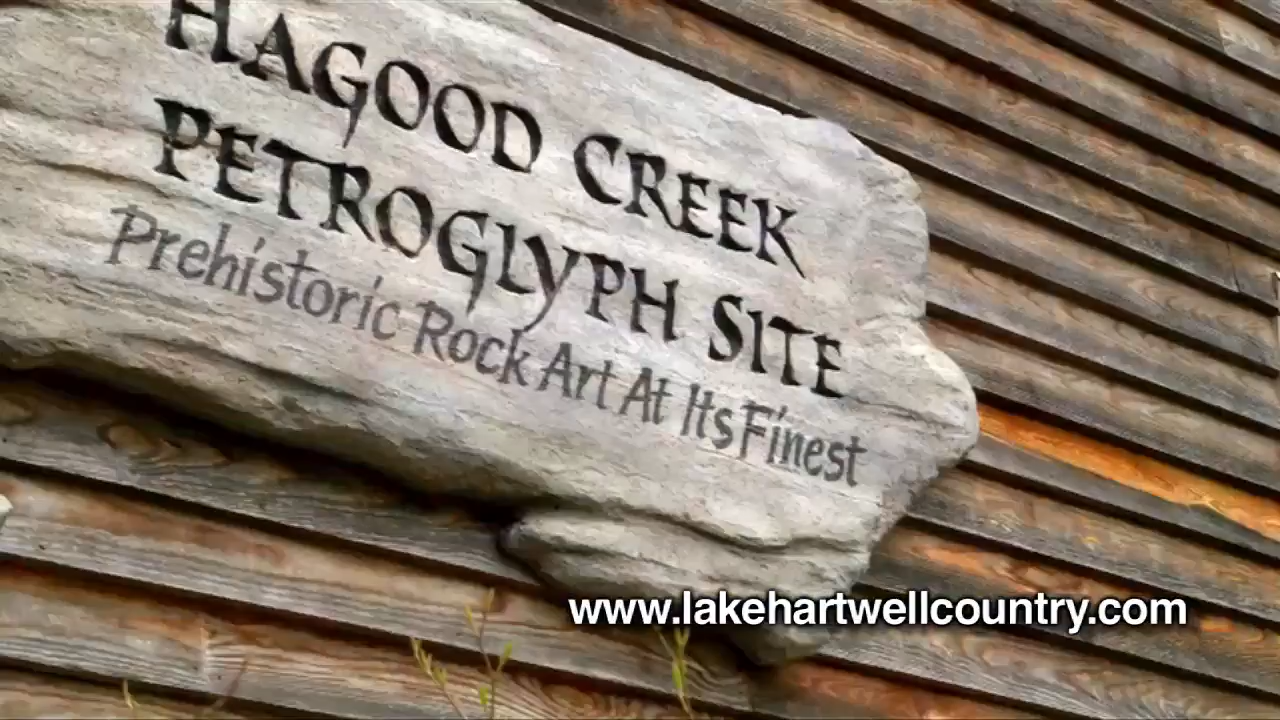 HAGOOD CREEK
PETROGLYPH SITE
Prehistoric Rock Art At Its Finest
www.lakehartwellcountry.com